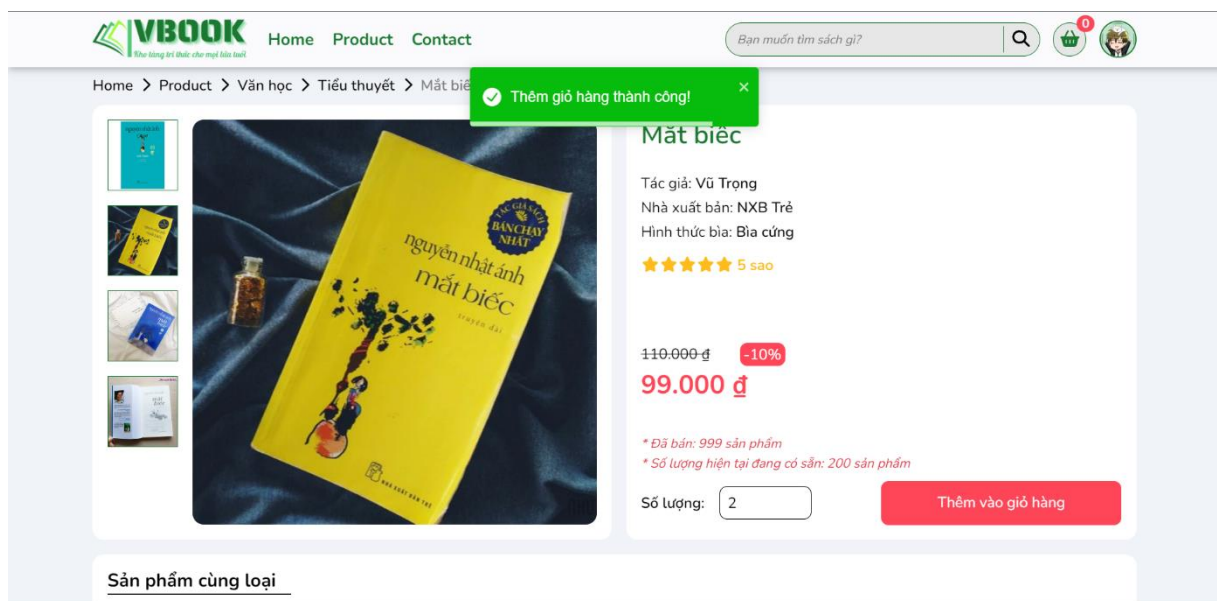 VBOOK
Kho tàng tri thức cho mọi lứa tuổi
Home Product Contact
Bạn muốn tìm sách gì?
0
Home > Product > Văn học > Tiểu thuyết > Mắt biế
Thêm giỏ hàng thành công!
Mắt biếc
Tác giả: Vũ Trọng
Nhà xuất bản: NXB Trẻ
Hình thức bìa: Bìa cứng
5 sao
110.000 ₫ -10%
99.000 ₫
* Đã bán: 999 sản phẩm
* Số lượng hiện tại đang có sẵn: 200 sản phẩm
Số lượng: 2
Thêm vào giỏ hàng
TÁC GIẢ SÁCH
BÁN CHẠY
NHẤT
nguyễn nhật ánh
mắt biếc
truyện dài
NHÀ XUẤT BẢN TRẺ
Sản phẩm cùng loại